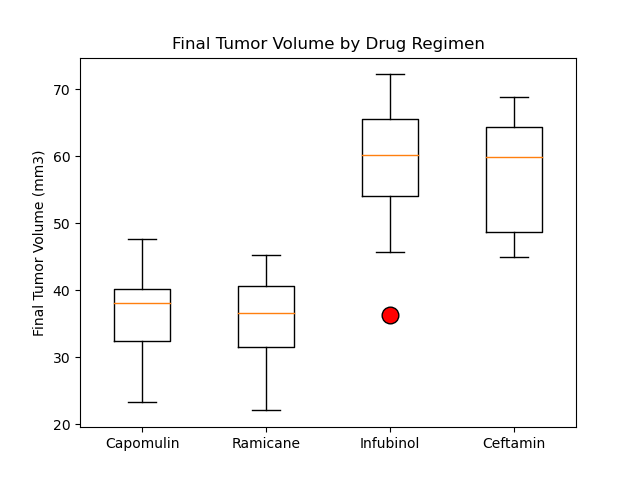 Final Tumor Volume by Drug Regimen
Final Tumor Volume (mm3)
70
60
50
40
30
20
Capomulin Ramicane Infubinol Ceftamin